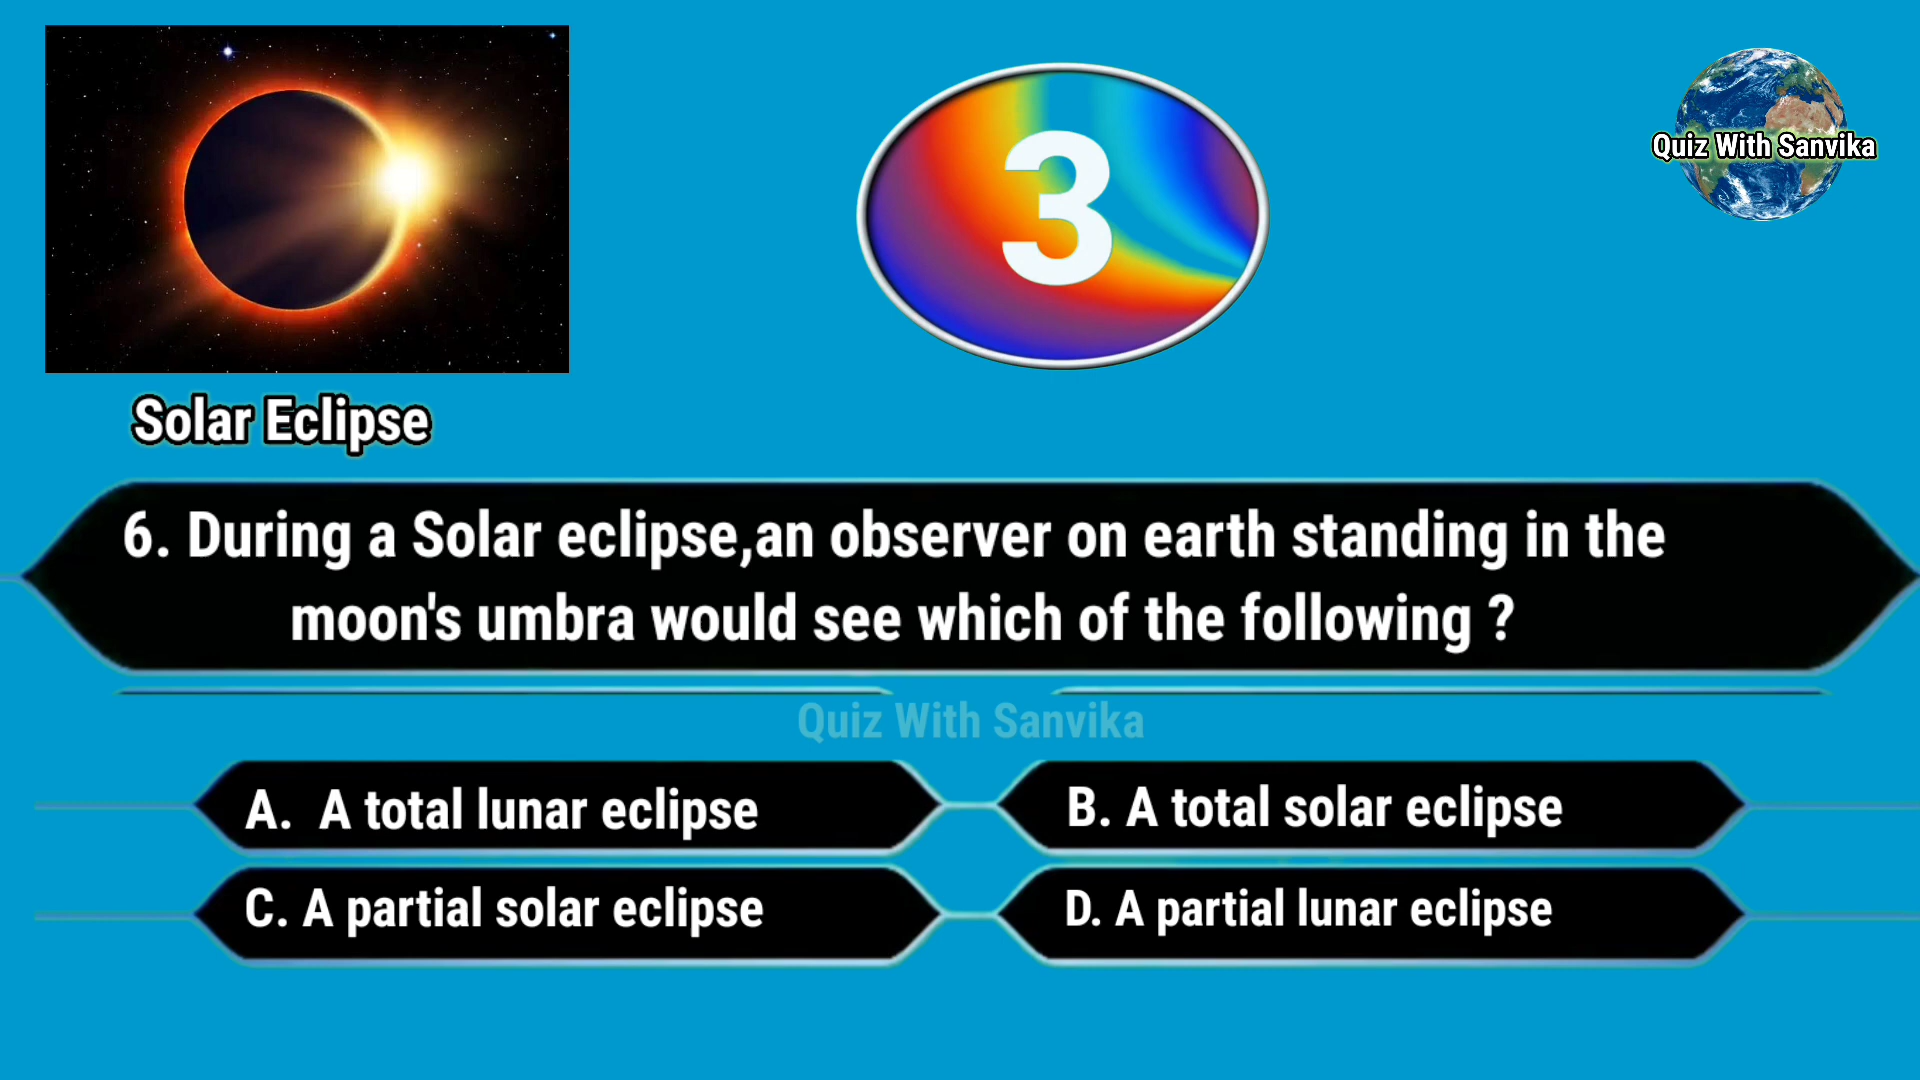 3
Quiz With Sanvika
Solar Eclipse
6. During a Solar eclipse,an observer on earth standing in the
moon's umbra would see which of the following ?
Quiz With Sanvika
A. A total lunar eclipse
B. A total solar eclipse
C. A partial solar eclipse
D. A partial lunar eclipse